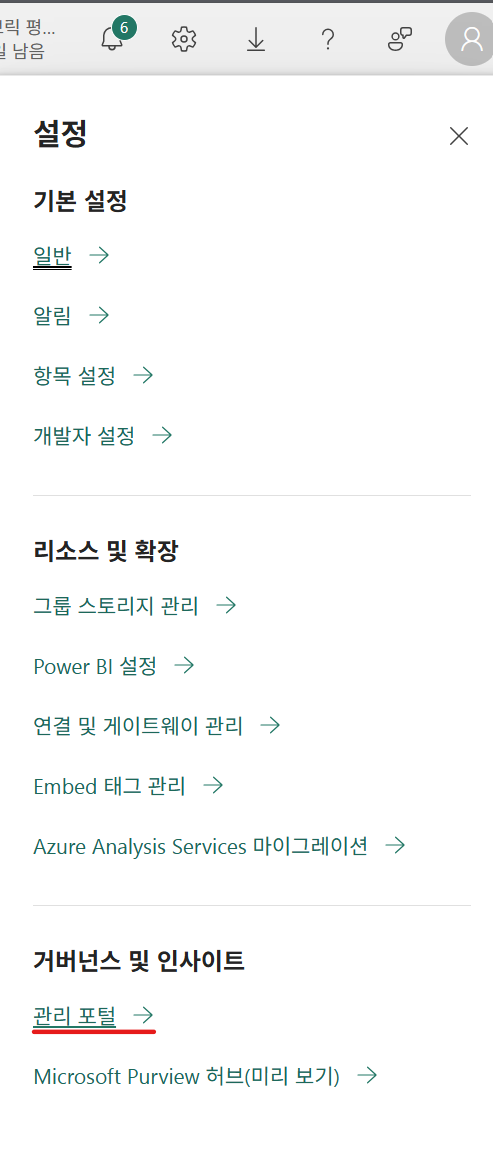 릭 평...
일 남음
6
설정
기본 설정
일반
알림
항목 설정
개발자 설정
리소스 및 확장
그룹 스토리지 관리
Power BI 설정
연결 및 게이트웨이 관리
Embed 태그 관리
Azure Analysis Services 마이그레이션
거버넌스 및 인사이트
관리 포털
Microsoft Purview 허브(미리 보기)